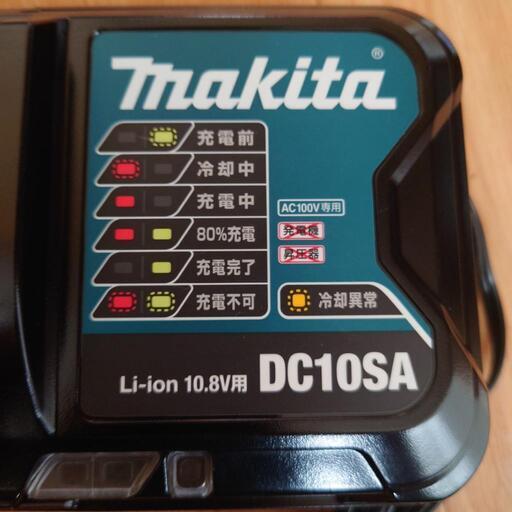 makita®
充電前
冷却中
充電中
80%充電
充電完了
充電不可
AC100V専用
発電機
昇圧器
冷却異常
Li-ion 10.8V用 DC10SA